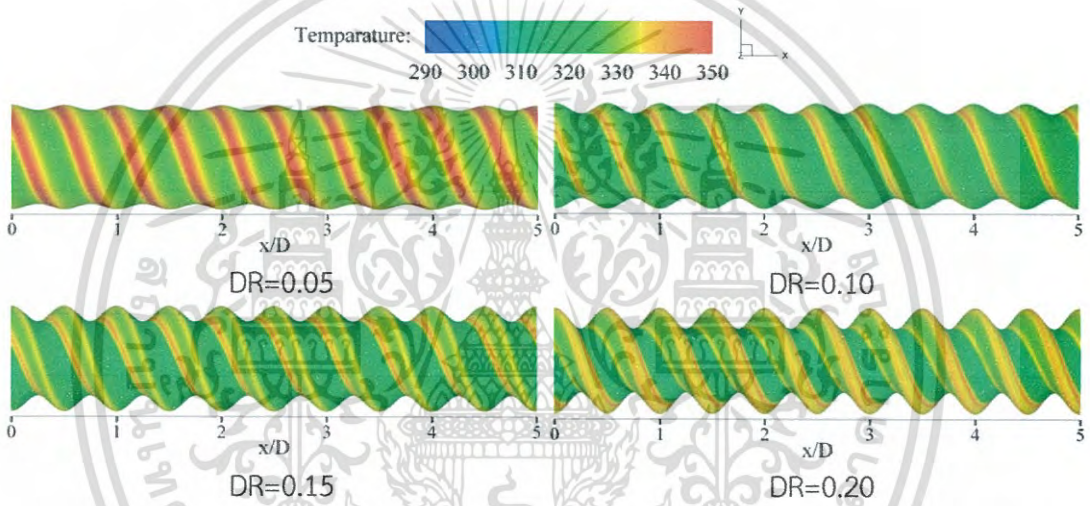 Temparature:
290 300 310 320 330 340 350
Y
Z X
0 1 2 3 4 5
x/D
DR=0.05
0 1 2 3 4 5
x/D
DR=0.10
0 1 2 3 4 5
x/D
DR=0.15
0 1 2 3 4 5
x/D
DR=0.20